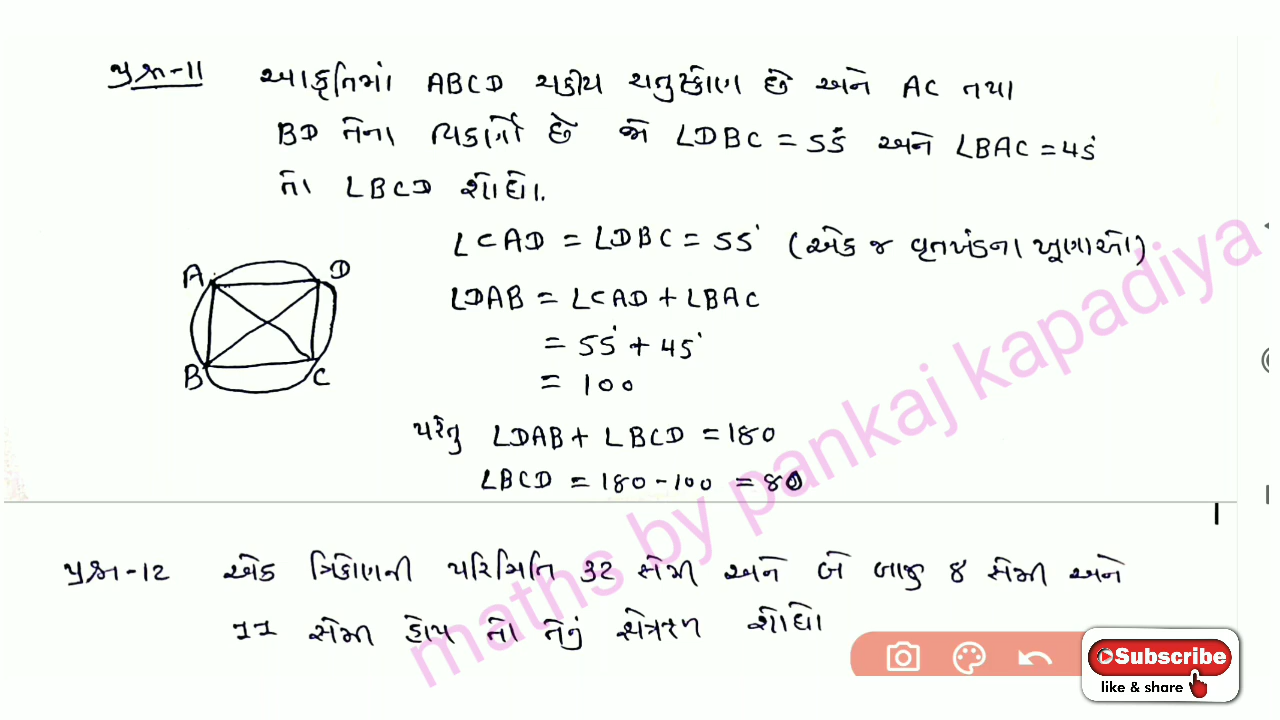 પ્રશ્ન-11 આકૃતિમાં ABCD ચક્રીય ચતુષ્કોણ છે અને AC તથા
BD તેના વિકર્ણો છે જો ∠DBC = 55° અને ∠BAC = 45°
તો ∠BCD શોધો.
∠CAD = ∠DBC = 55° (એક જ વૃતખંડના ખૂણાઓ)
A D
B C
∠DAB = ∠CAD + ∠BAC
= 55° + 45°
= 100
પરંતુ ∠DAB + ∠BCD = 180
∠BCD = 180 - 100 = 80
પ્રશ્ન-12 એક ત્રિકોણની પરિમિતિ 32 સેમી અને બે બાજુ 8 સેમી અને
11 સેમી હોય તો તેનું ક્ષેત્રફળ શોધો
maths by pankaj kapadiya
Subscribe
like & share